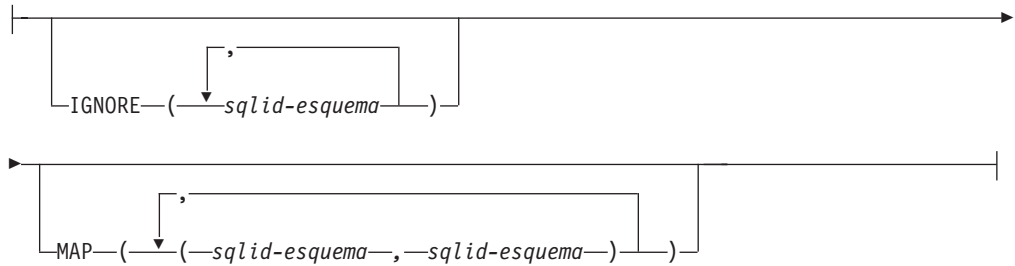 ,
IGNORE ( sqlid-esquema )
,
MAP ( ( sqlid-esquema , sqlid-esquema ) )